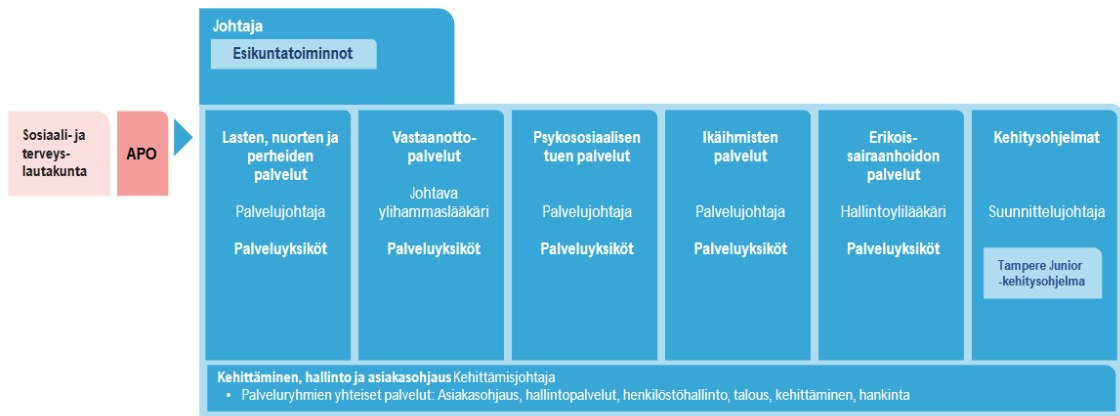 Johtaja
Esikuntatoiminnot
Sosiaali- ja
terveys-
lautakunta
APO
Lasten, nuorten ja
perheiden
palvelut
Palvelujohtaja
Palveluyksiköt
Vastaanotto-
palvelut
Johtava
ylihammaslääkäri
Palveluyksiköt
Psykososiaalisen
tuen palvelut
Palvelujohtaja
Palveluyksiköt
Ikäihmisten
palvelut
Palvelujohtaja
Palveluyksiköt
Erikois-
sairaanhoidon
palvelut
Hallintoylilääkäri
Palveluyksiköt
Kehitysohjelmat
Suunnittelujohtaja
Tampere Junior
-kehitysohjelma
Kehittäminen, hallinto ja asiakasohjaus Kehittämisjohtaja
• Palveluryhmien yhteiset palvelut: Asiakasohjaus, hallintopalvelut, henkilöstöhallinto, talous, kehittäminen, hankinta